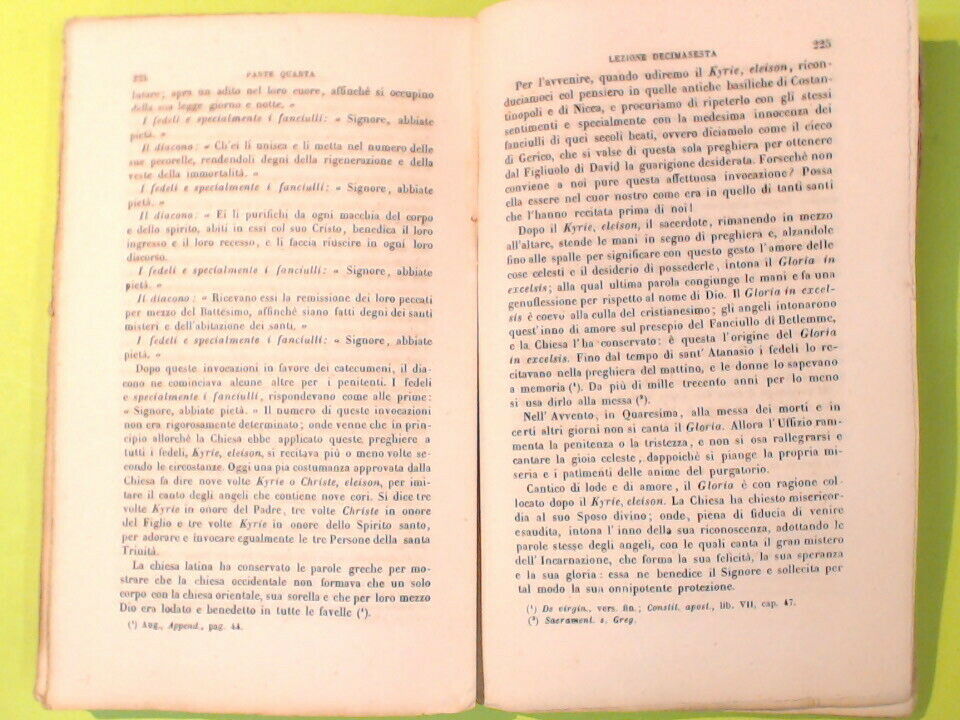 224
PARTE QUARTA
lutare; apra un adito nel loro cuore, affinchè si occupino
della sua legge giorno e notte. »
I fedeli e specialmente i fanciulli: « Signore, abbiate
pietà. »
Il diacono: « Ch'ei li unisca e li metta nel numero delle
sue pecorelle, rendendoli degni della rigenerazione e della
veste della immortalità. »
I fedeli e specialmente i fanciulli: « Signore, abbiate
pietà. »
Il diacono: « Ei li purifichi da ogni macchia del corpo
e dello spirito, abiti in essi col suo Cristo, benedica il loro
ingresso e il loro recesso, e li faccia riuscire in ogni loro
discorso.
I fedeli e specialmente i fanciulli: « Signore, abbiate
pietà. »
Il diacono: « Ricevano essi la remissione dei loro peccati
per mezzo del Battésimo, affinchè siano fatti degni dei santi
misteri e dell'abitazione dei santi. »
I fedeli e specialmente i fanciulli: « Signore, abbiate
pietà. »
Dopo queste invocazioni in favore dei catecumeni, il dia-
cono ne cominciava alcune altre per i penitenti. I fedeli
e specialmente i fanciulli, rispondevano come alle prime:
« Signore, abbiate pietà. » Il numero di queste invocazioni
non era rigorosamente determinato; onde venne che in prin-
cipio allorchè la Chiesa ebbe applicato queste preghiere a
tutti i fedeli, Kyrie, eleison, si recitava più o meno volte se-
condo le circostanze. Oggi una pia costumanza approvata dalla
Chiesa fa dire nove volte Kyrie o Christe, eleison, per imi-
tare il canto degli angeli che contiene nove cori. Si dice tre
volte Kyrie in onore del Padre, tre volte Christe in onore
del Figlio e tre volte Kyrie in onore dello Spirito santo,
per adorare e invocare egualmente le tre Persone della santa
Trinità.
La chiesa latina ha conservato le parole greche per mo-
strare che la chiesa occidentale non formava che un solo
corpo con la chiesa orientale, sua sorella e che per loro mezzo
Dio era lodato e benedetto in tutte le favelle (¹).
(¹) Aug., Append., pag. 44.
LEZIONE DECIMASESTA
225
Per l'avvenire, quando udiremo il Kyrie, eleison, ricon-
duciamoci col pensiero in quelle antiche basiliche di Costan-
tinopoli e di Nicea, e procuriamo di ripeterlo con gli stessi
sentimenti e specialmente con la medesima innocenza dei
fanciulli di quei secoli beati, ovvero diciamolo come il cieco
di Gerico, che si valse di questa sola preghiera per ottenere
dal Figliuolo di David la guarigione desiderata. Forsechè non
conviene a noi pure questa affettuosa invocazione? Possa
ella essere nel cuor nostro come era in quello di tanti santi
che l'hanno recitata prima di noi!
Dopo il Kyrie, eleison, il sacerdote, rimanendo in mezzo
all'altare, stende le mani in segno di preghiera e, alzandole
fino alle spalle per significare con questo gesto l'amore delle
cose celesti e il desiderio di possederle, intona il Gloria in
excelsis; alla qual ultima parola congiunge le mani e fa una
genuflessione per rispetto al nome di Dio. Il Gloria in excel-
sis è coevo alla culla del cristianesimo; gli angeli intonarono
quest'inno di amore sul presepio del Fanciullo di Betlemme,
e la Chiesa l'ha conservato: è questa l'origine del Gloria
in excelsis. Fino dal tempo di sant'Atanasio i fedeli lo re-
citavano nella preghiera del mattino, e le donne lo sapevano
a memoria (¹). Da più di mille trecento anni per lo meno
si usa dirlo alla messa (²).
Nell'Avvento, in Quaresima, alla messa dei morti e in
certi altri giorni non si canta il Gloria. Allora l'Uffizio ram-
menta la penitenza o la tristezza, e non si osa rallegrarsi e
cantare la gioia celeste, dappoichè si piange la propria mi-
seria e i patimenti delle anime del purgatorio.
Cantico di lode e di amore, il Gloria è con ragione col-
locato dopo il Kyrie, eleison. La Chiesa ha chiesto misericor-
dia al suo Sposo divino; onde, piena di fiducia di venire
esaudita, intona l'inno della sua riconoscenza, adottando le
parole stesse degli angeli, con le quali canta il gran mistero
dell'Incarnazione, che forma la sua felicità, la sua speranza
e la sua gloria: essa ne benedice il Signore e sollecita per
tal modo la sua onnipotente protezione.
(¹) De virgin., vers. fin.; Constit. apost., lib. VII, cap. 47.
(²) Sacrament. s. Greg.